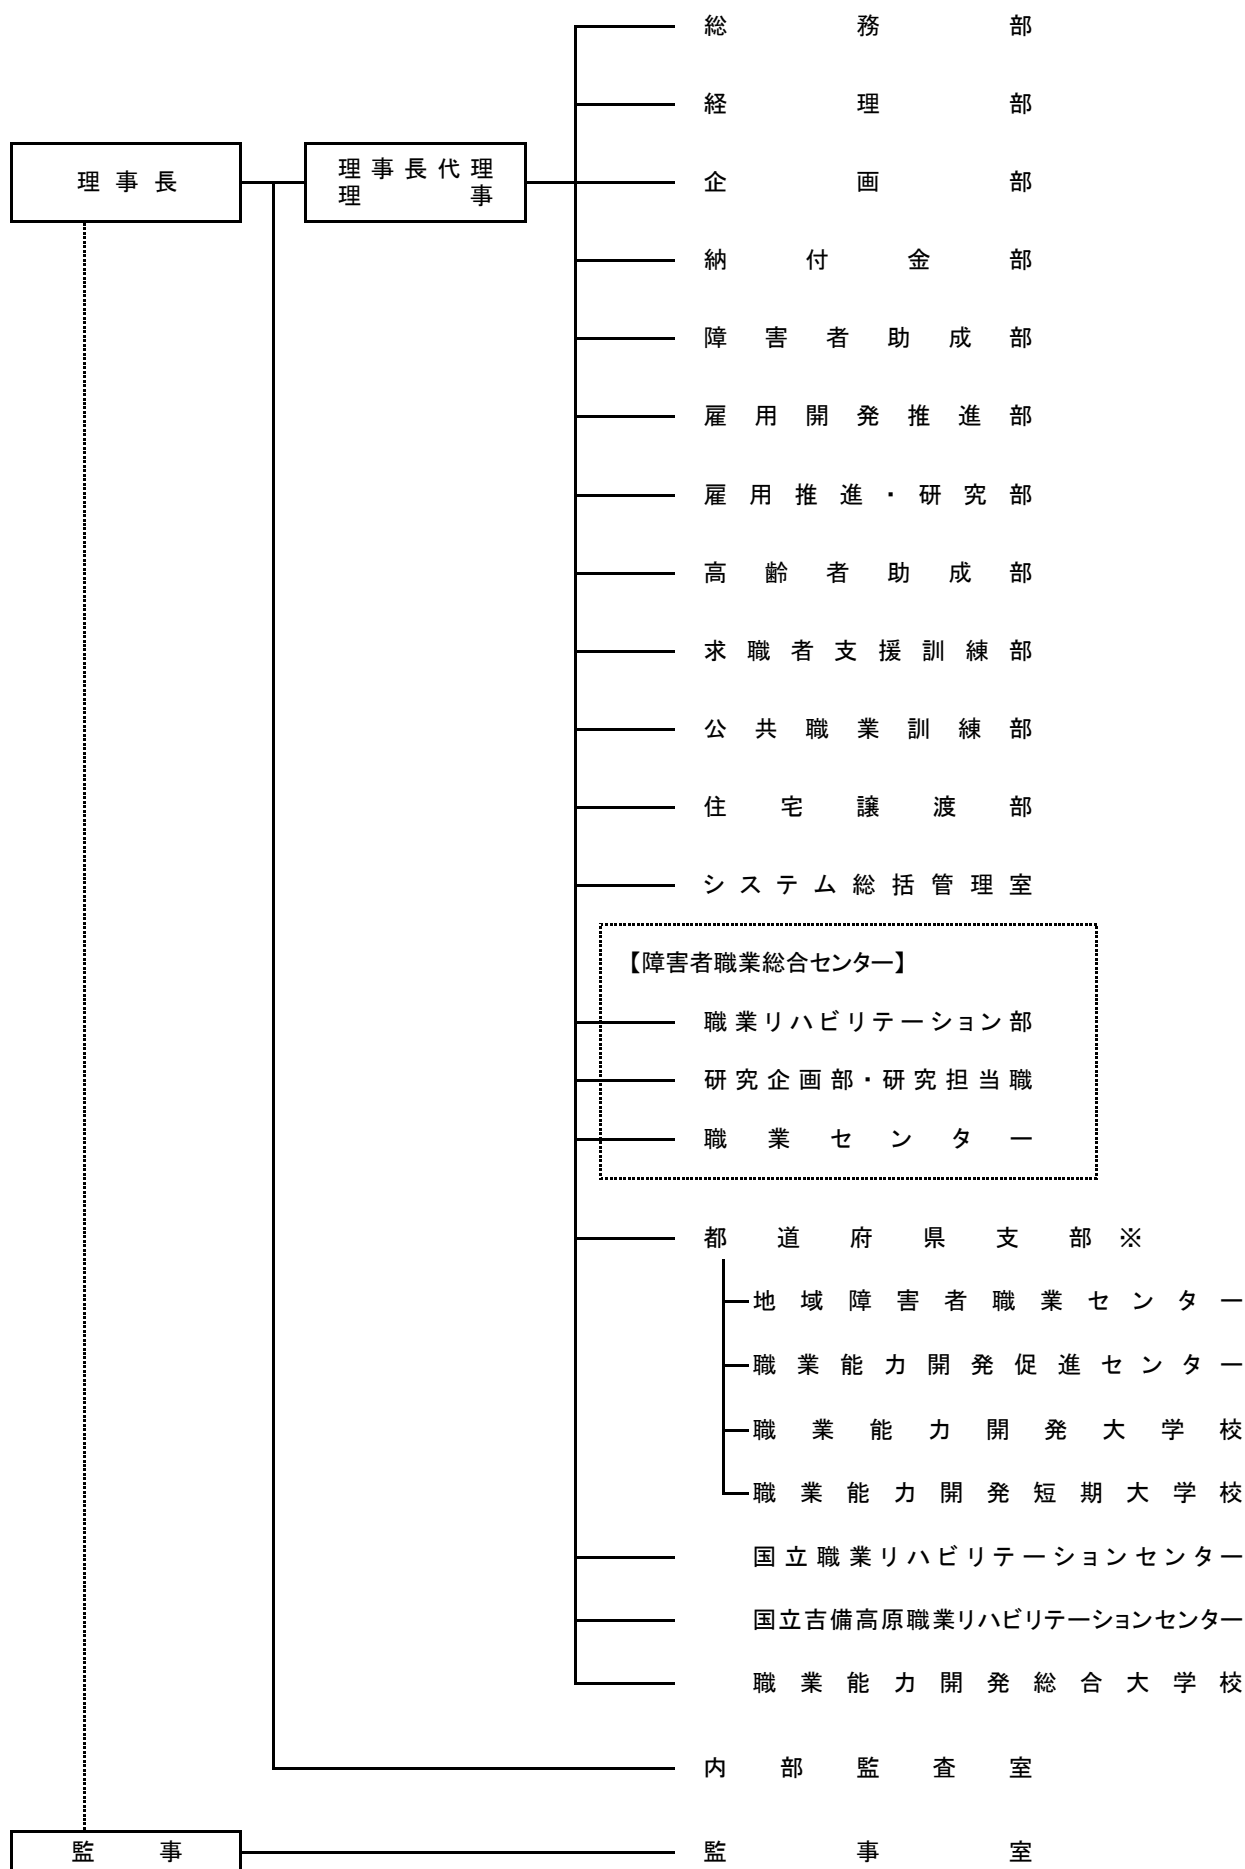 総務部
経理部
理事長
理事長代理
理事
企画部
納付金部
障害者助成部
雇用開発推進部
雇用推進・研究部
高齢者助成部
求職者支援訓練部
公共職業訓練部
住宅譲渡部
システム総括管理室
【障害者職業総合センター】
職業リハビリテーション部
研究企画部・研究担当職
職業センター
都道府県支部※
地域障害者職業センター
職業能力開発促進センター
職業能力開発大学校
職業能力開発短期大学校
国立職業リハビリテーションセンター
国立吉備高原職業リハビリテーションセンター
職業能力開発総合大学校
内部監査室
監事
監事室